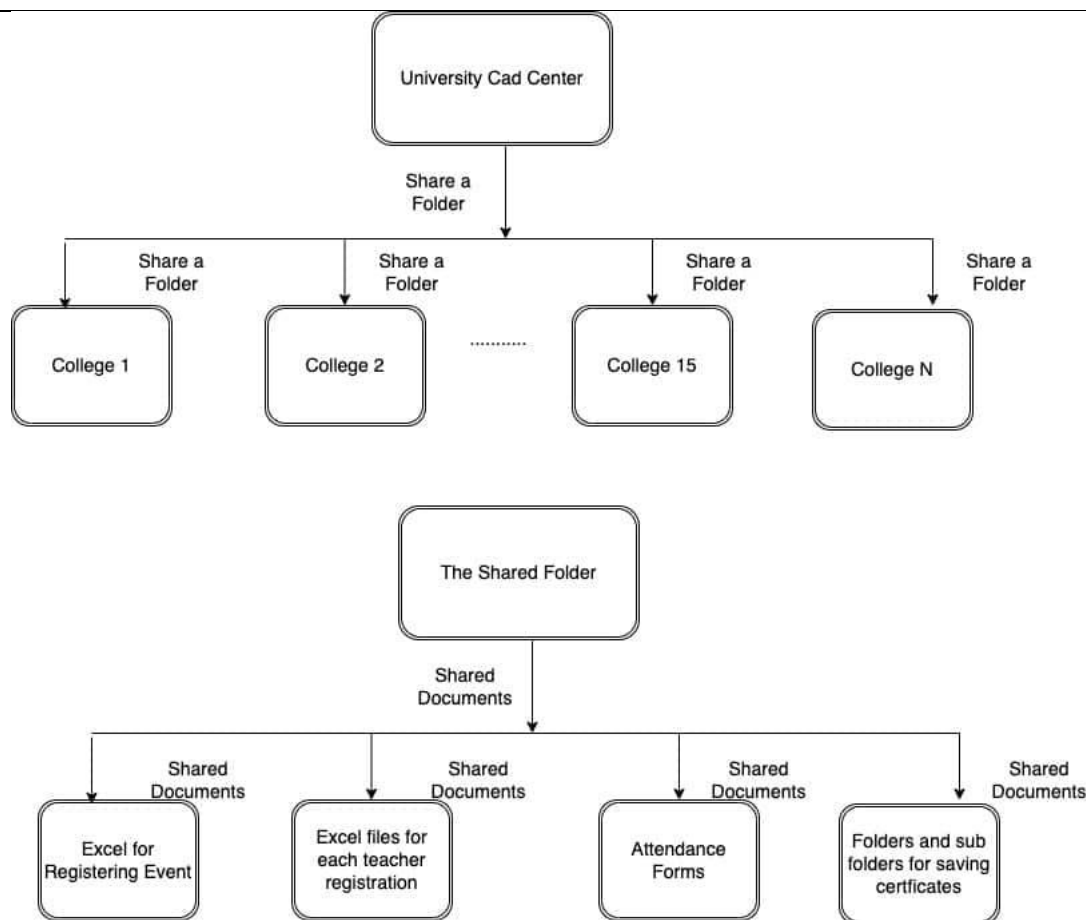 University Cad Center
Share a
Folder
Share a
Folder
Share a
Folder
Share a
Folder
Share a
Folder
College 1
College 2
...........
College 15
College N
The Shared Folder
Shared
Documents
Shared
Documents
Shared
Documents
Shared
Documents
Shared
Documents
Excel for
Registering Event
Excel files for
each teacher
registration
Attendance
Forms
Folders and sub
folders for saving
certficates